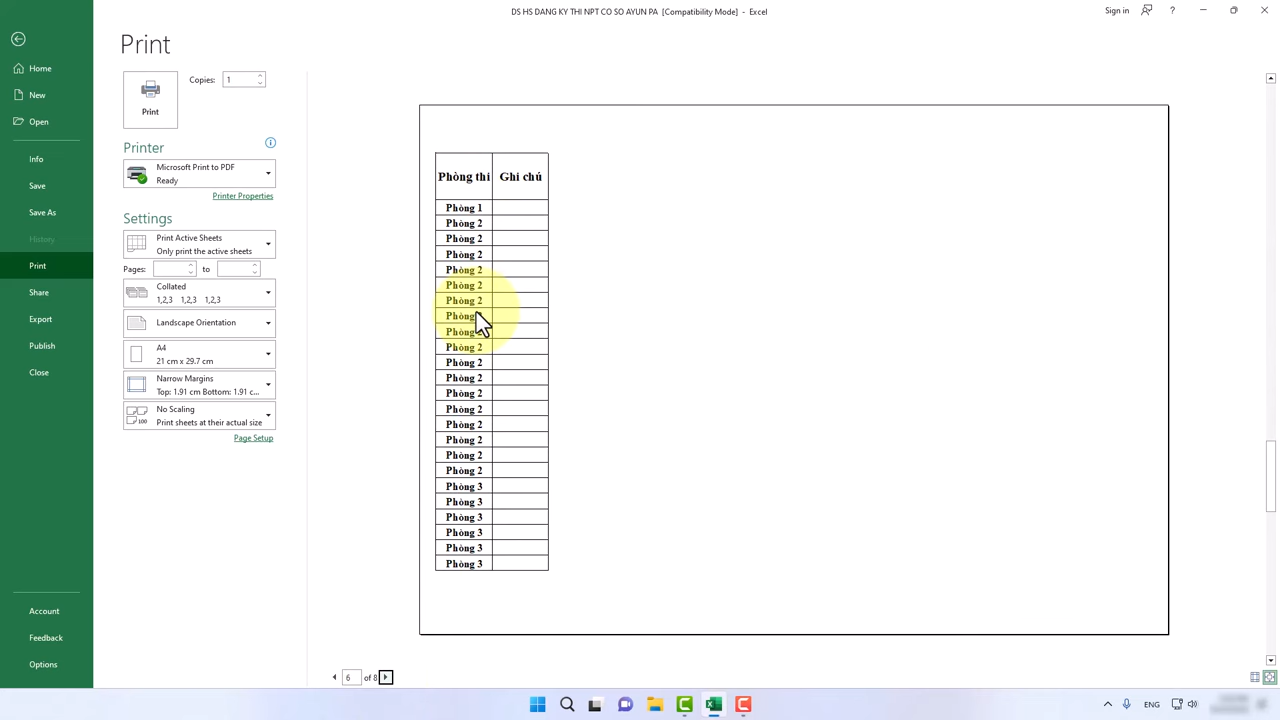 DS HS DANG KY THI NPT CO SO AYUN PA  [Compatibility Mode]  -  Excel
Sign in
?
Print
Home
New
Open
Info
Save
Save As
History
Print
Share
Export
Publish
Close
Account
Feedback
Options
Print
Copies: 1
Printer
Microsoft Print to PDF
Ready
Printer Properties
Settings
Print Active Sheets
Only print the active sheets
Pages: to
Collated
1,2,3    1,2,3    1,2,3
Landscape Orientation
A4
21 cm x 29.7 cm
Narrow Margins
Top: 1.91 cm Bottom: 1.91 c...
No Scaling
Print sheets at their actual size
100
Page Setup
Phòng thi Ghi chú
Phòng 1
Phòng 2
Phòng 2
Phòng 2
Phòng 2
Phòng 2
Phòng 2
Phòng
Phòng
Phòng 2
Phòng 2
Phòng 2
Phòng 2
Phòng 2
Phòng 2
Phòng 2
Phòng 2
Phòng 2
Phòng 3
Phòng 3
Phòng 3
Phòng 3
Phòng 3
Phòng 3
6 of 8